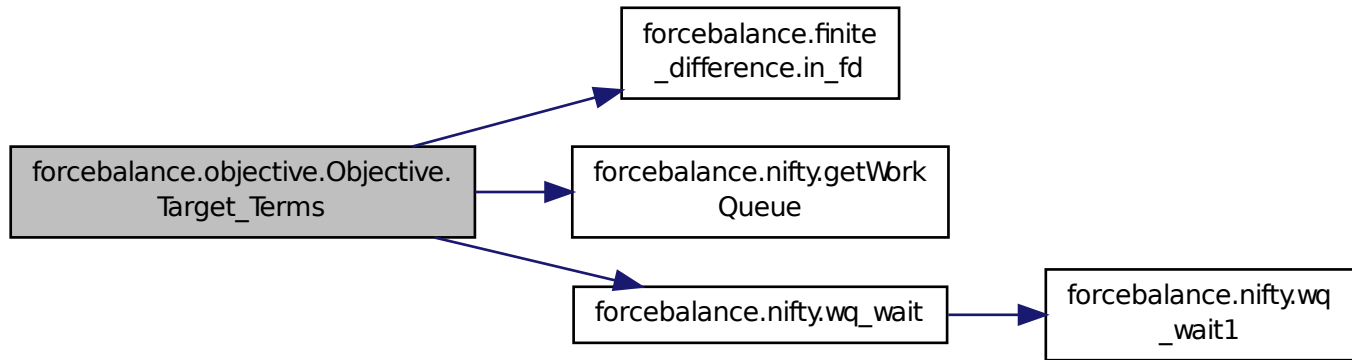 forcebalance.finite
_difference.in_fd
forcebalance.objective.Objective.
Target_Terms
forcebalance.nifty.getWork
Queue
forcebalance.nifty.wq_wait
forcebalance.nifty.wq
_wait1